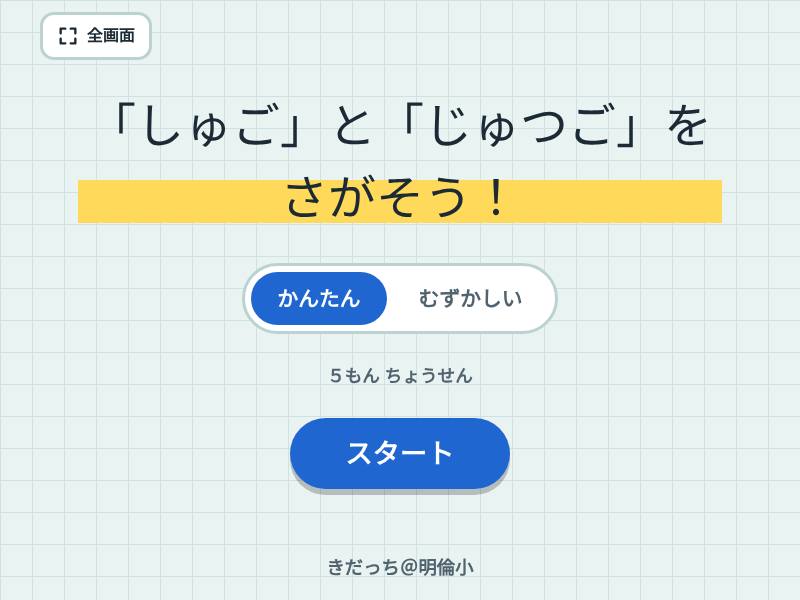 全画面
「しゅご」と「じゅつご」を
さがそう！
かんたん
むずかしい
５もん ちょうせん
スタート
きだっち＠明倫小